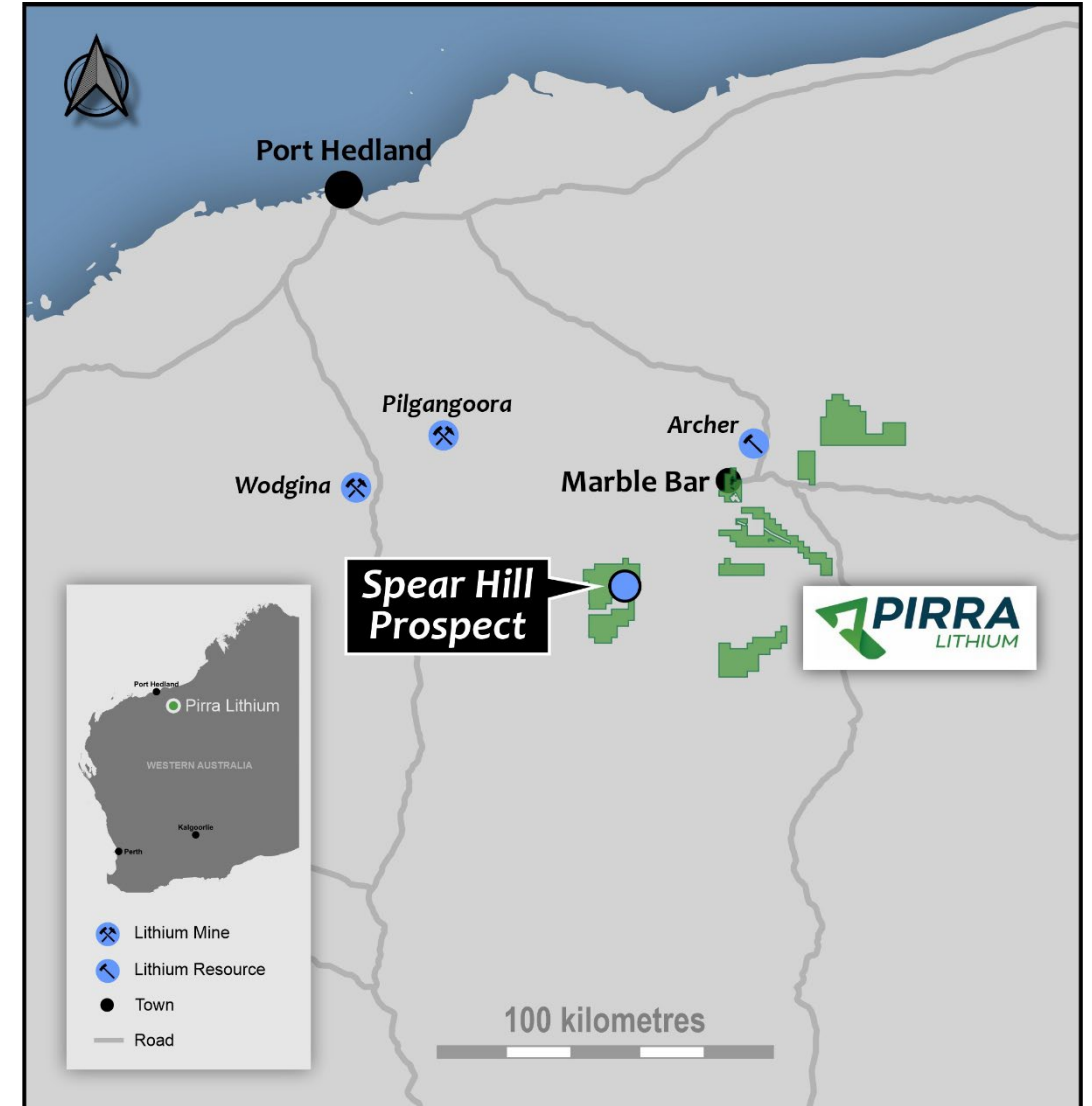 Port Hedland
Pilgangoora
Archer
Wodgina
Marble Bar
Spear Hill
Prospect
PIRRA
LITHIUM
Port Hedland
Pirra Lithium
WESTERN AUSTRALIA
Kalgoorlie
Perth
Lithium Mine
Lithium Resource
Town
Road
100 kilometres